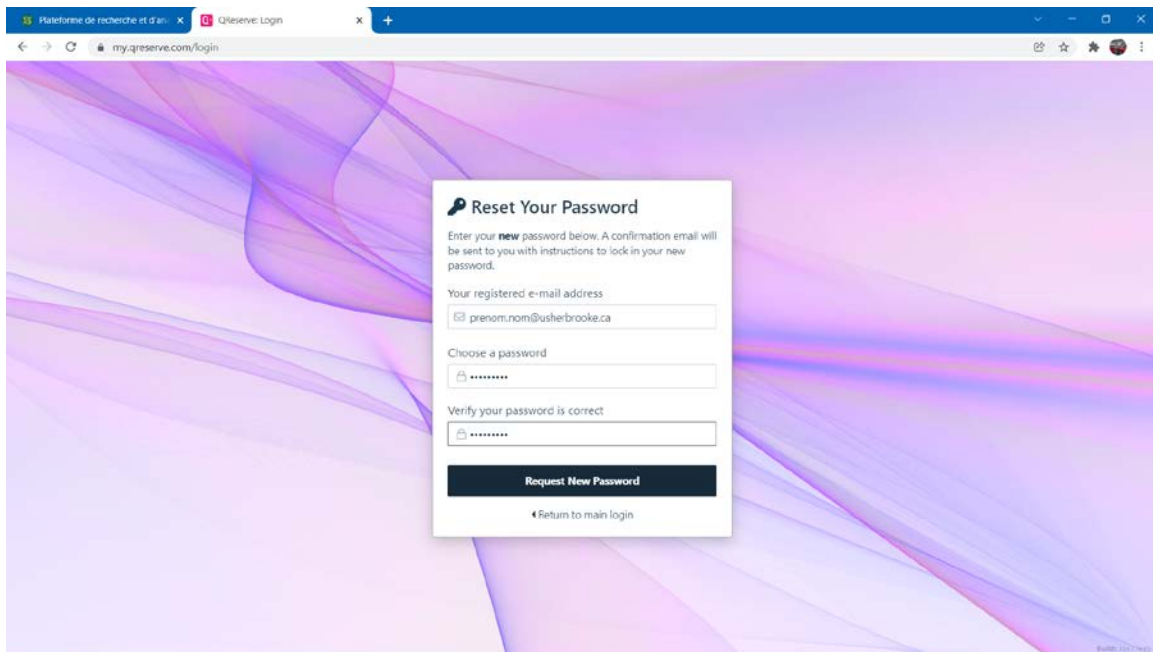 Plateforme de recherche et d'an
QReserve: Login
my.qreserve.com/login
Reset Your Password
Enter your new password below. A confirmation email will
be sent to you with instructions to lock in your new
password.
Your registered e-mail address
prenom.nom@usherbrooke.ca
Choose a password
•••••••••
Verify your password is correct
•••••••••
Request New Password
Return to main login